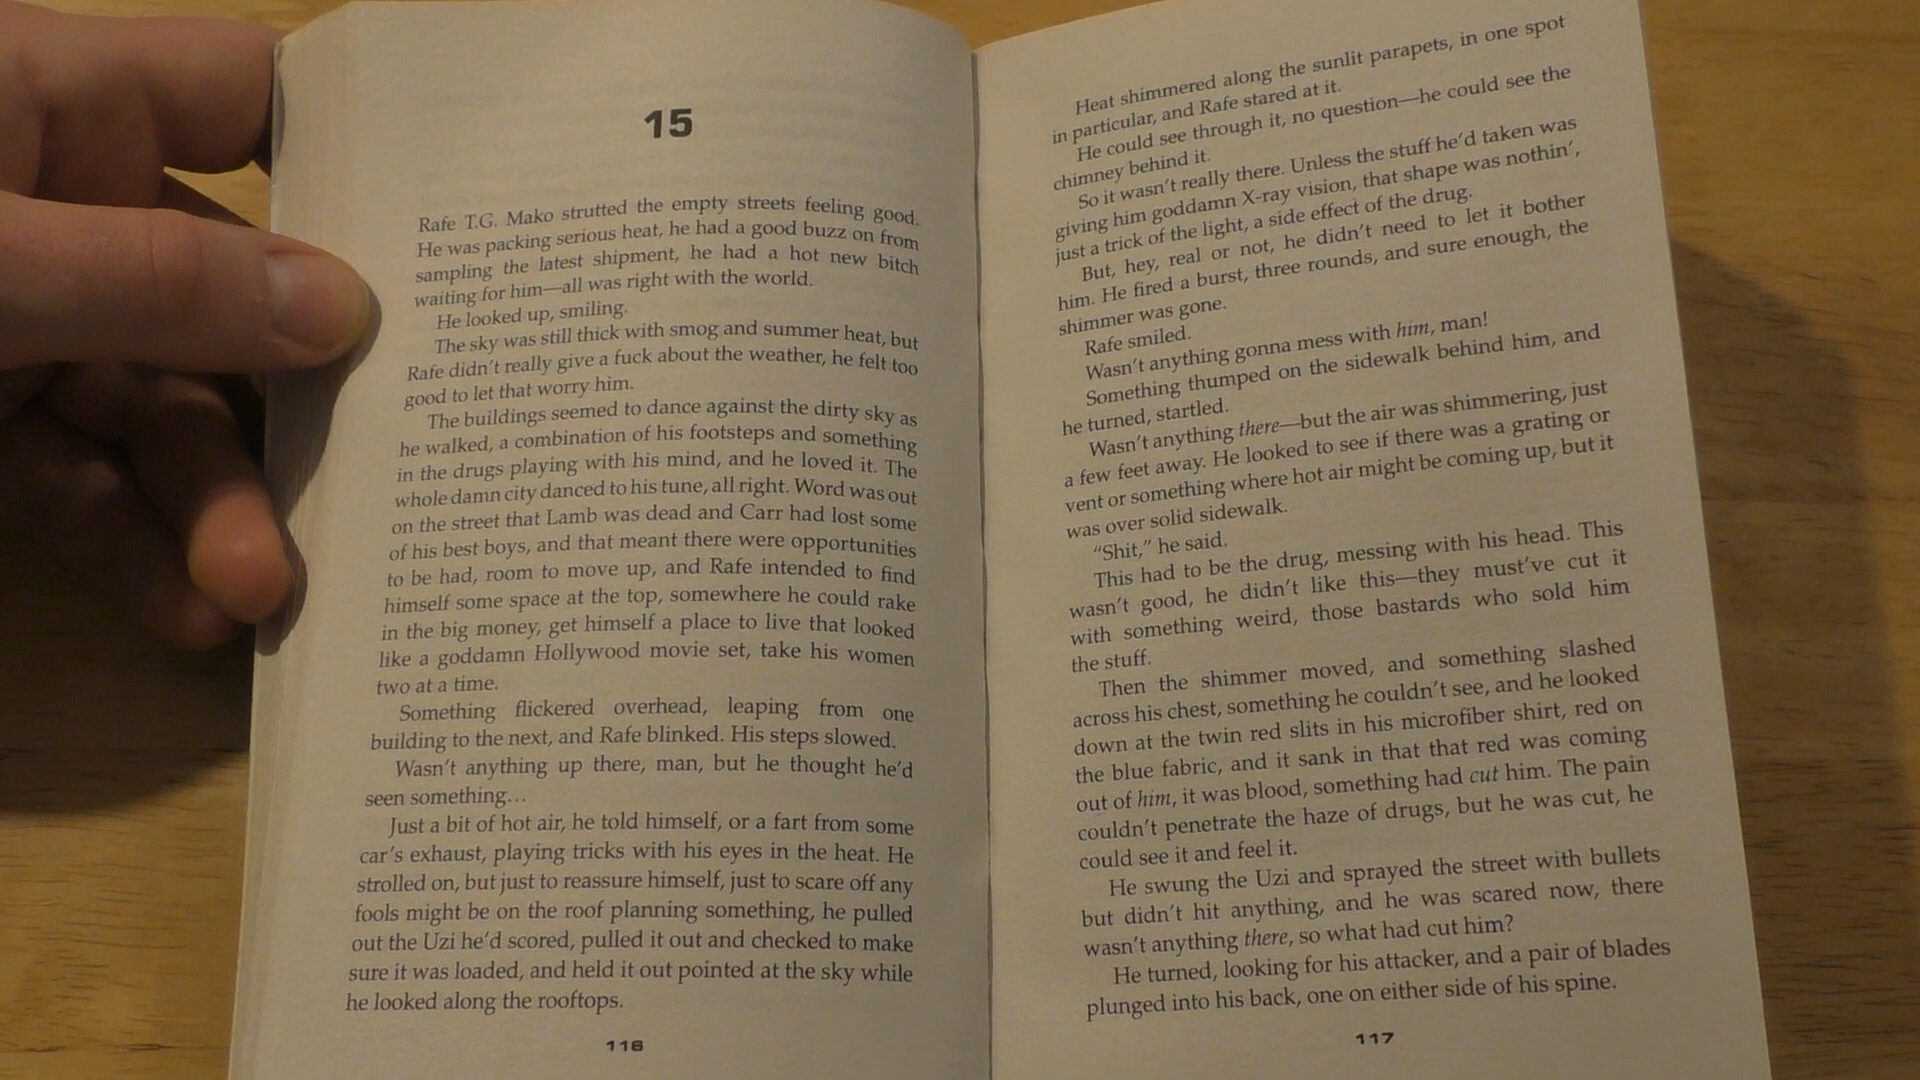 15
Rafe T.G. Mako strutted the empty streets feeling good.
He was packing serious heat, he had a good buzz on from
sampling the latest shipment, he had a hot new bitch
waiting for him—all was right with the world.
He looked up, smiling.
The sky was still thick with smog and summer heat, but
Rafe didn't really give a fuck about the weather, he felt too
good to let that worry him.
The buildings seemed to dance against the dirty sky as
he walked, a combination of his footsteps and something
in the drugs playing with his mind, and he loved it. The
whole damn city danced to his tune, all right. Word was out
on the street that Lamb was dead and Carr had lost some
of his best boys, and that meant there were opportunities
to be had, room to move up, and Rafe intended to find
himself some space at the top, somewhere he could rake
in the big money, get himself a place to live that looked
like a goddamn Hollywood movie set, take his women
two at a time.
Something flickered overhead, leaping from one
building to the next, and Rafe blinked. His steps slowed.
Wasn't anything up there, man, but he thought he'd
seen something…
Just a bit of hot air, he told himself, or a fart from some
car's exhaust, playing tricks with his eyes in the heat. He
strolled on, but just to reassure himself, just to scare off any
fools might be on the roof planning something, he pulled
out the Uzi he'd scored, pulled it out and checked to make
sure it was loaded, and held it out pointed at the sky while
he looked along the rooftops.
116
Heat shimmered along the sunlit parapets, in one spot
in particular, and Rafe stared at it.
He could see through it, no question—he could see the
chimney behind it.
So it wasn't really there. Unless the stuff he'd taken was
giving him goddamn X-ray vision, that shape was nothin',
just a trick of the light, a side effect of the drug.
But, hey, real or not, he didn't need to let it bother
him. He fired a burst, three rounds, and sure enough, the
shimmer was gone.
Rafe smiled.
Wasn't anything gonna mess with him, man!
Something thumped on the sidewalk behind him, and
he turned, startled.
Wasn't anything there—but the air was shimmering, just
a few feet away. He looked to see if there was a grating or
vent or something where hot air might be coming up, but it
was over solid sidewalk.
"Shit," he said.
This had to be the drug, messing with his head. This
wasn't good, he didn't like this—they must've cut it
with something weird, those bastards who sold him
the stuff.
Then the shimmer moved, and something slashed
across his chest, something he couldn't see, and he looked
down at the twin red slits in his microfiber shirt, red on
the blue fabric, and it sank in that that red was coming
out of him, it was blood, something had cut him. The pain
couldn't penetrate the haze of drugs, but he was cut, he
could see it and feel it.
He swung the Uzi and sprayed the street with bullets
but didn't hit anything, and he was scared now, there
wasn't anything there, so what had cut him?
He turned, looking for his attacker, and a pair of blades
plunged into his back, one on either side of his spine.
117